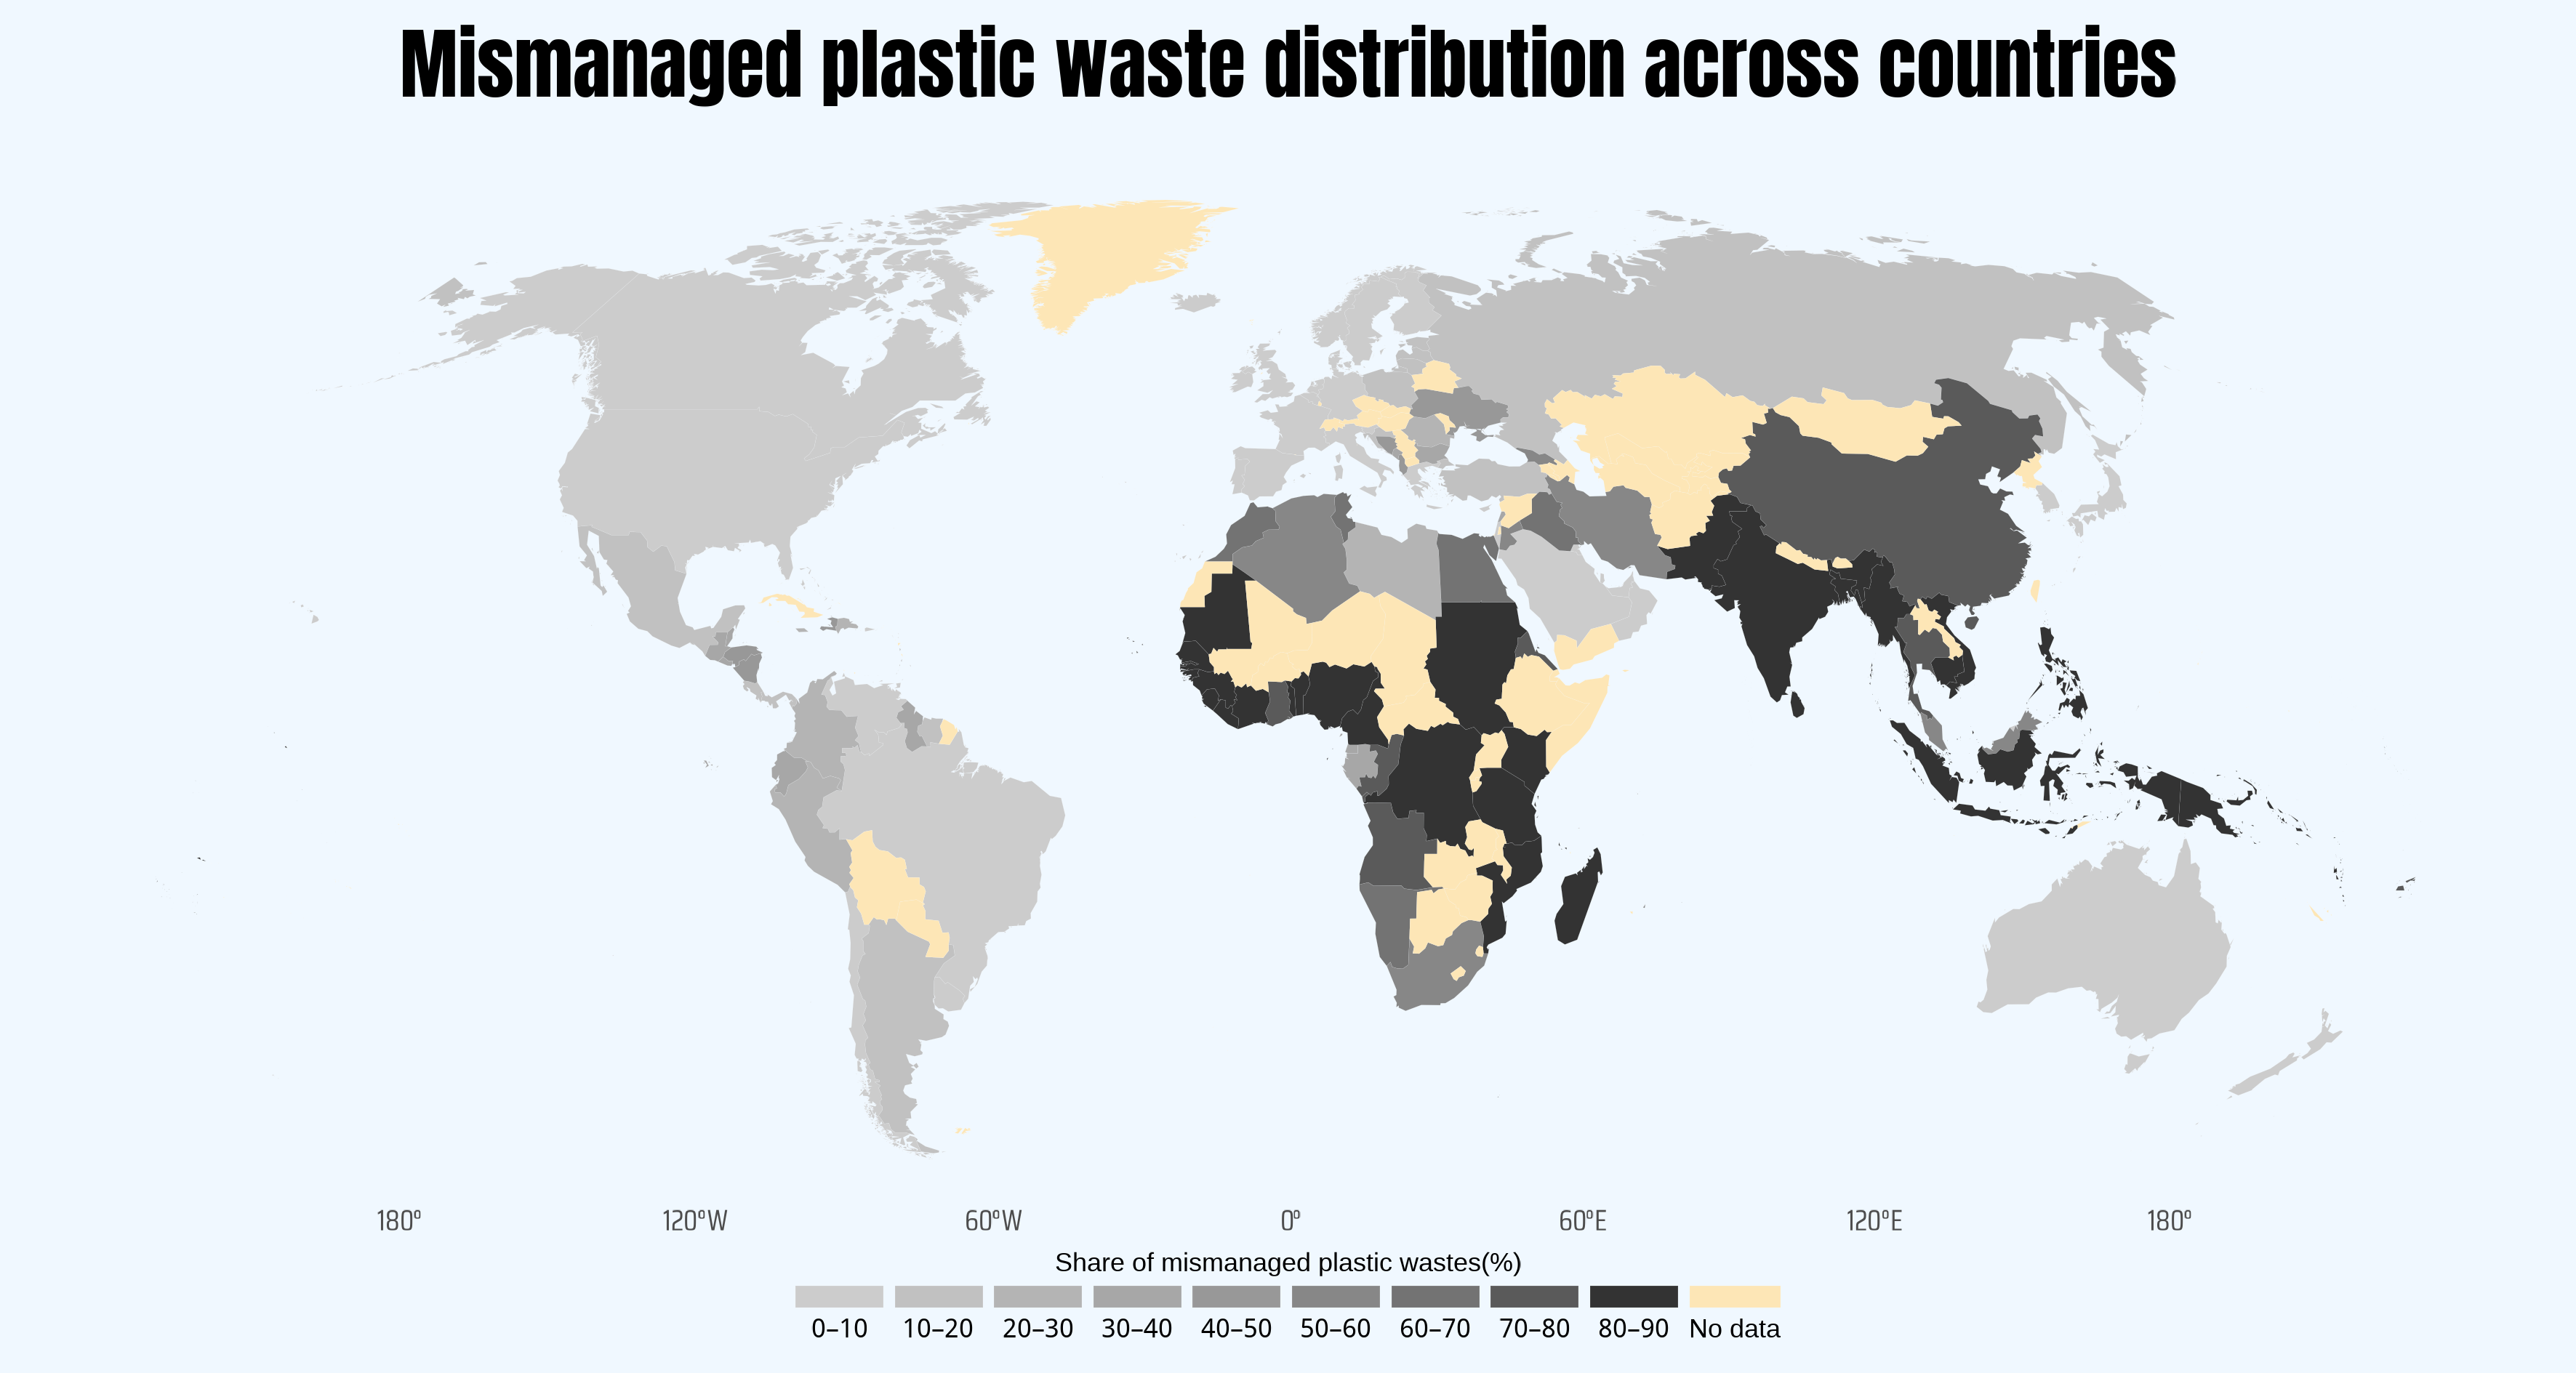 Mismanaged plastic waste distribution across countries
180° 120°W 60°W 0° 60°E 120°E 180°
Share of mismanaged plastic wastes(%)
0–10 10–20 20–30 30–40 40–50 50–60 60–70 70–80 80–90 No data